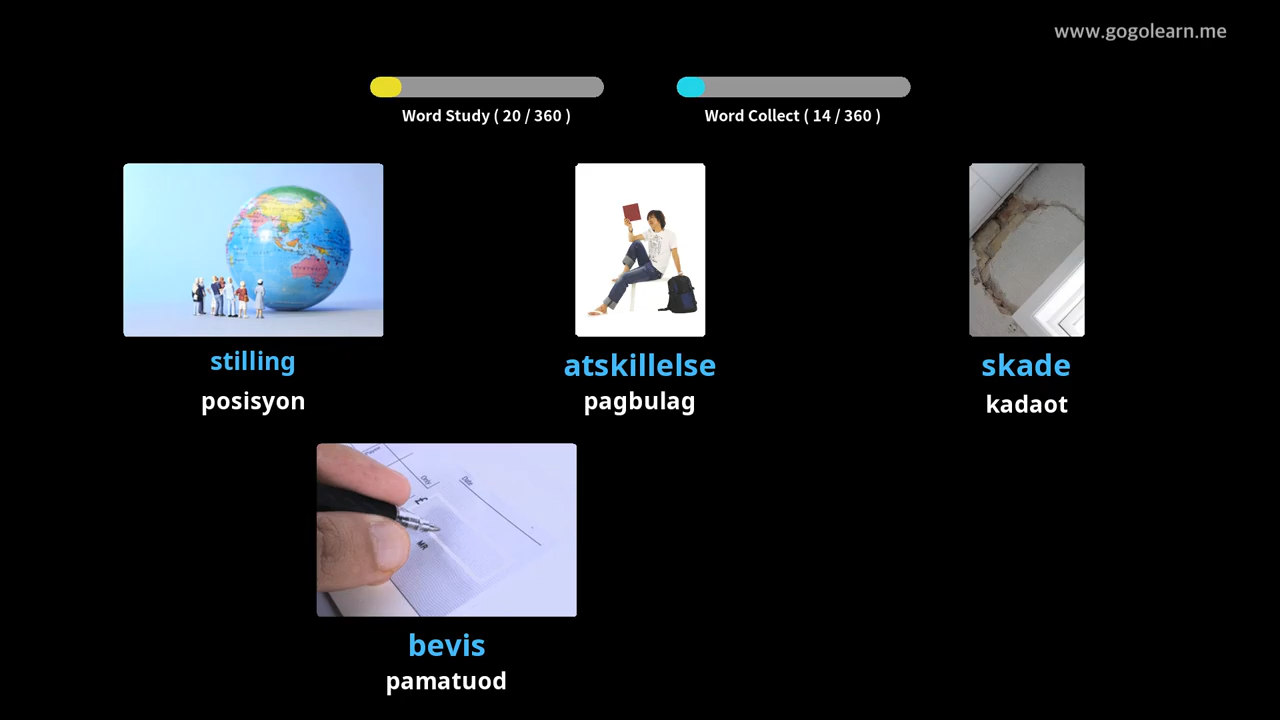 www.gogolearn.me
Word Study ( 20 / 360 )
Word Collect ( 14 / 360 )
stilling
posisyon
atskillelse
pagbulag
skade
kadaot
£
Date
bevis
pamatuod